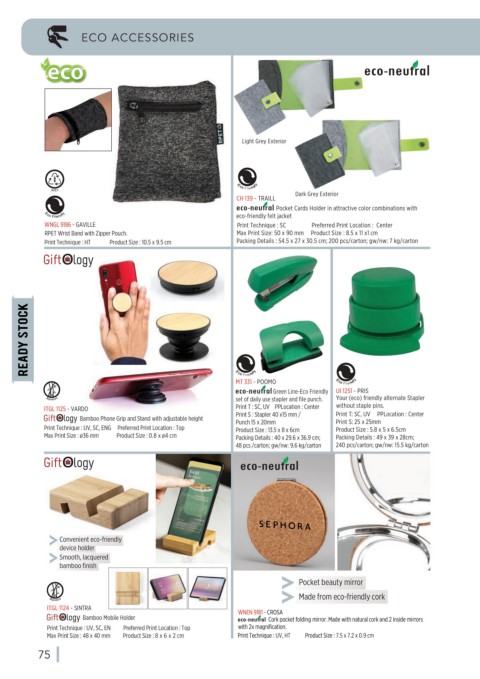 ECO ACCESSORIES
eco
RPET
eco friendly
WNGL 9186 - GAVILLE
RPET Wrist Band with Zipper Pouch.
Print Technique : HT Product Size : 10.5 x 9.5 cm
eco-neutral
Light Grey Exterior
Dark Grey Exterior
eco friendly
CH 139 - TRAILL
eco-neutral Pocket Cards Holder in attractive color combinations with
eco-friendly felt jacket
Print Technique : SC Preferred Print Location : Center
Max Print Size: 50 x 90 mm Product Size : 8.5 x 11 x1 cm
Packing Details : 54.5 x 27 x 30.5 cm; 200 pcs/carton; gw/nw: 7 kg/carton
READY STOCK
Giftology
ITGL 1125 - VARDO
Giftology Bamboo Phone Grip and Stand with adjustable height
Print Technique : UV, SC, ENG Preferred Print Location : Top
Max Print Size : ø36 mm Product Size : 0.8 x ø4 cm
eco friendly
MT 331 - POOMO
eco-neutral Green Line-Eco Friendly
set of daily use stapler and file punch.
Print T : SC, UV PPLocation : Center
Print S : Stapler 40 x15 mm /
Punch 15 x 20mm
Product Size : 13.5 x 8 x 6cm
Packing Details : 40 x 29.6 x 36.9 cm;
48 pcs /carton; gw/nw: 9.6 kg/carton
eco friendly
UI 1251 - PRIS
Your (eco) friendly alternate Stapler
without staple pins.
Print T: SC, UV PPLocation : Center
Print S: 25 x 25mm
Product Size : 5.8 x 5 x 6.5cm
Packing Details : 49 x 39 x 28cm;
240 pcs/carton; gw/nw: 15.5 kg/carton
Giftology
Convenient eco-friendly
device holder
Smooth, lacquered
bamboo finish
ITGL 1124 - SINTRA
Giftology Bamboo Mobile Holder
Print Technique : UV, SC, EN Preferred Print Location : Top
Max Print Size : 48 x 40 mm Product Size : 8 x 6 x 2 cm
eco-neutral
SEPHORA
Pocket beauty mirror
Made from eco-friendly cork
WNEN 9181 - CROSA
eco-neutral Cork pocket folding mirror. Made with natural cork and 2 inside mirrors
with 2x magnification.
Print Technique : UV, HT Product Size : 7.5 x 7.2 x 0.9 cm
75